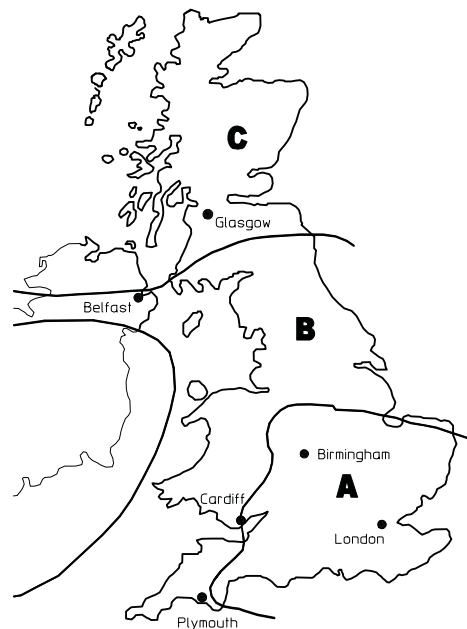 C
Glasgow
Belfast
B
Birmingham
A
Cardiff
London
Plymouth